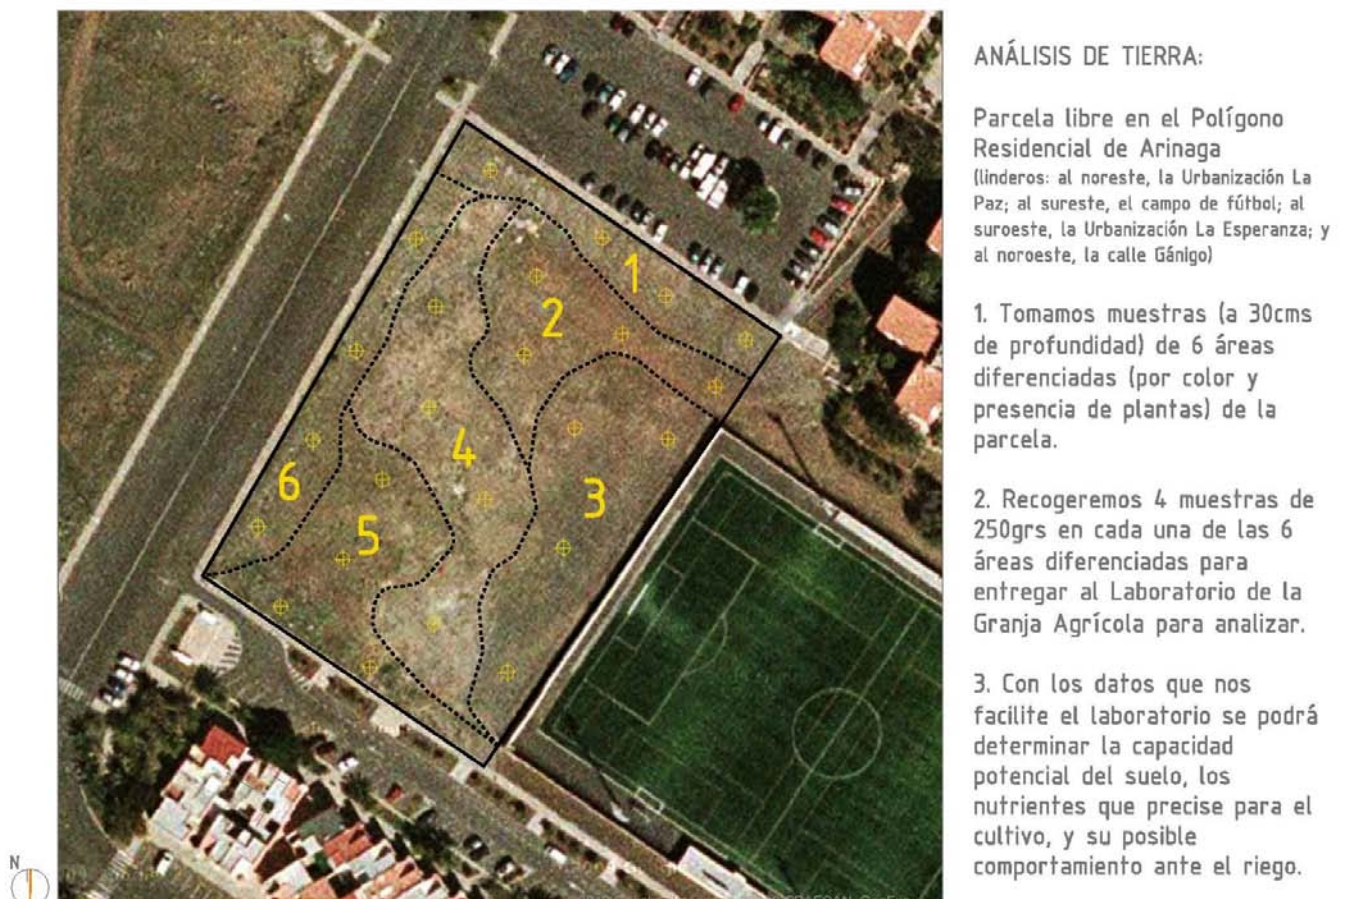 ANÁLISIS DE TIERRA:
Parcela libre en el Polígono
Residencial de Arinaga
(linderos: al noreste, la Urbanización La
Paz; al sureste, el campo de fútbol; al
suroeste, la Urbanización La Esperanza; y
al noroeste, la calle Gánigo)
1. Tomamos muestras (a 30cms
de profundidad) de 6 áreas
diferenciadas (por color y
presencia de plantas) de la
parcela.
2. Recogeremos 4 muestras de
250grs en cada una de las 6
áreas diferenciadas para
entregar al Laboratorio de la
Granja Agrícola para analizar.
3. Con los datos que nos
facilite el laboratorio se podrá
determinar la capacidad
potencial del suelo, los
nutrientes que precise para el
cultivo, y su posible
comportamiento ante el riego.
1
2
3
4
5
6
N